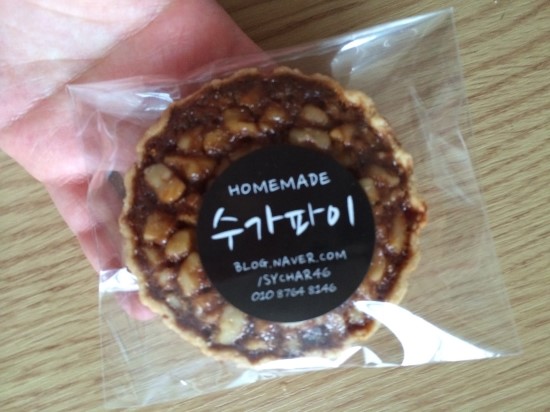 HOMEMADE
수가파이
BLOG.NAVER.COM
/SYCHAR46
010 8764 8146